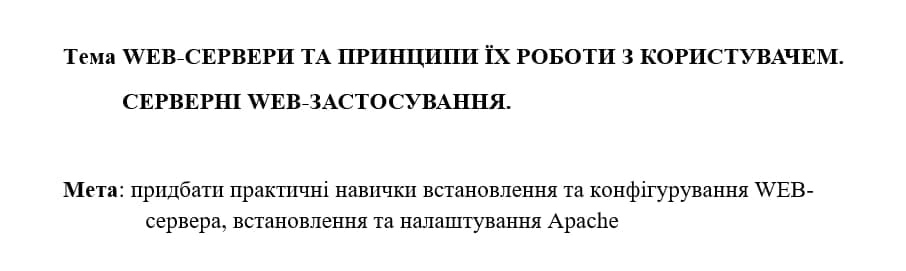 Тема WEB-СЕРВЕРИ ТА ПРИНЦИПИ ЇХ РОБОТИ З КОРИСТУВАЧЕМ.
СЕРВЕРНІ WEB-ЗАСТОСУВАННЯ.
Мета: придбати практичні навички встановлення та конфігурування WEB-
сервера, встановлення та налаштування Apache